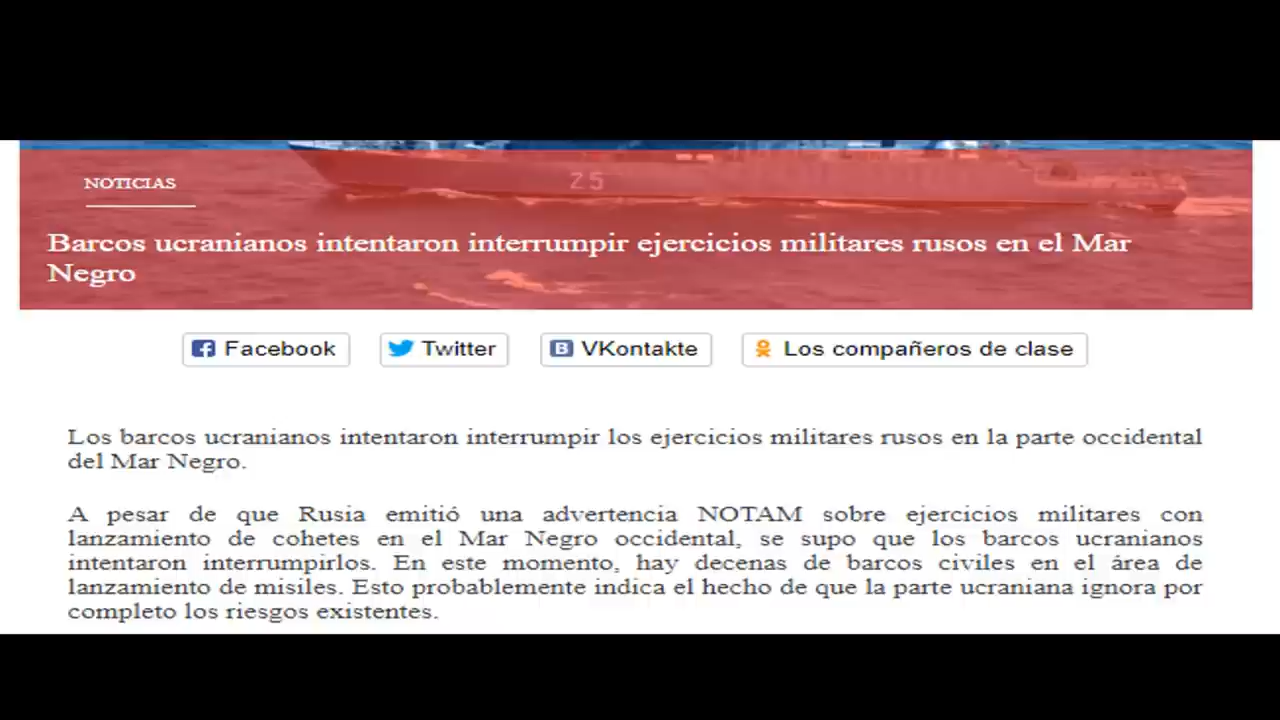 Z5
NOTICIAS
Barcos ucranianos intentaron interrumpir ejercicios militares rusos en el Mar
Negro
Facebook
Twitter
VKontakte
Los compañeros de clase
Los barcos ucranianos intentaron interrumpir los ejercicios militares rusos en la parte occidental
del Mar Negro.
A pesar de que Rusia emitió una advertencia NOTAM sobre ejercicios militares con
lanzamiento de cohetes en el Mar Negro occidental, se supo que los barcos ucranianos
intentaron interrumpirlos. En este momento, hay decenas de barcos civiles en el área de
lanzamiento de misiles. Esto probablemente indica el hecho de que la parte ucraniana ignora por
completo los riesgos existentes.